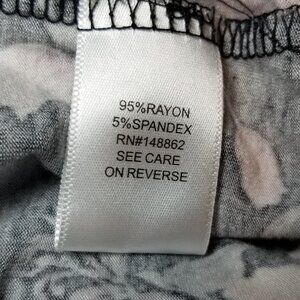 95%RAYON
5%SPANDEX
RN#148862
SEE CARE
ON REVERSE